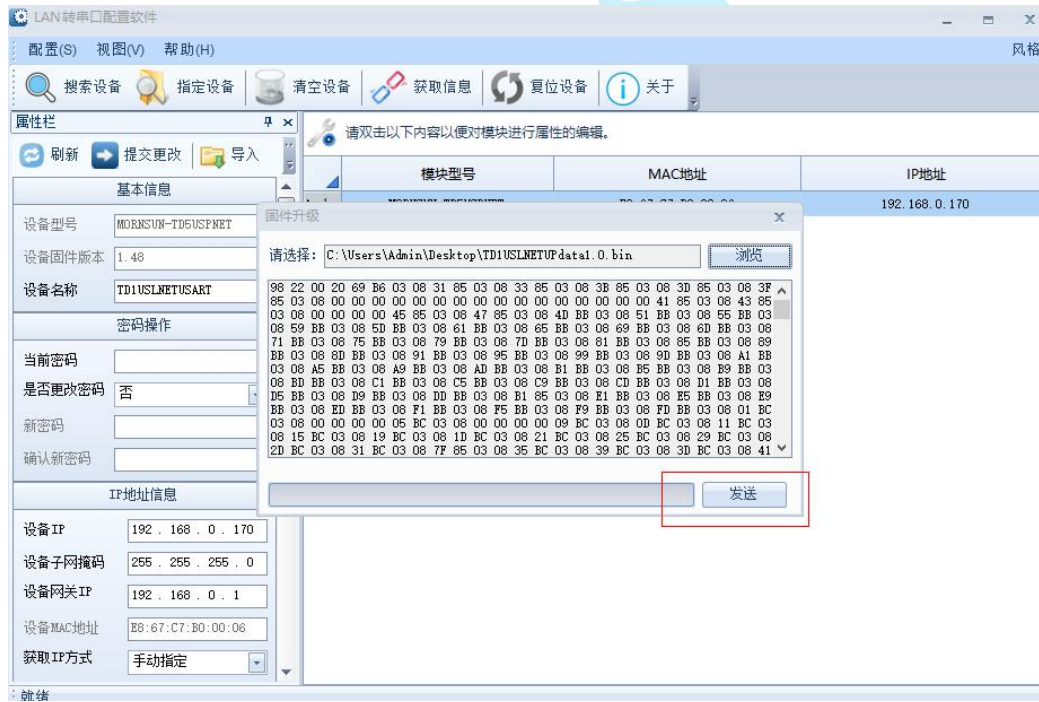 LAN转串口配置软件
配置(S) 视图(V) 帮助(H) 风格
搜索设备 指定设备 清空设备 获取信息 复位设备 关于
属性栏
请双击以下内容以便对模块进行属性的编辑。
刷新 提交更改 导入
模块型号 MAC地址 IP地址
192.168.0.170
基本信息
设备型号 MORNSUN-TD5USPNET
设备固件版本 1.48
设备名称 TD1USLNETUSART
密码操作
当前密码
是否更改密码 否
新密码
确认新密码
IP地址信息
设备IP 192 . 168 . 0 . 170
设备子网掩码 255 . 255 . 255 . 0
设备网关IP 192 . 168 . 0 . 1
设备MAC地址 E8:67:C7:B0:00:06
获取IP方式 手动指定
就绪
固件升级
请选择: C:\Users\Admin\Desktop\TD1USLNETUPdata1.0.bin 浏览
98 22 00 20 69 B6 03 08 31 85 03 08 33 85 03 08 3B 85 03 08 3D 85 03 08 3F
85 03 08 00 00 00 00 00 00 00 00 00 00 00 00 00 00 41 85 03 08 43 85
03 08 00 00 00 00 45 85 03 08 47 85 03 08 4D BB 03 08 51 BB 03 08 55 BB 03
08 59 BB 03 08 5D BB 03 08 61 BB 03 08 65 BB 03 08 69 BB 03 08 6D BB 03 08
71 BB 03 08 75 BB 03 08 79 BB 03 08 7D BB 03 08 81 BB 03 08 85 BB 03 08 89
BB 03 08 8D BB 03 08 91 BB 03 08 95 BB 03 08 99 BB 03 08 9D BB 03 08 A1 BB
03 08 A5 BB 03 08 A9 BB 03 08 AD BB 03 08 B1 BB 03 08 B5 BB 03 08 B9 BB 03
08 BD BB 03 08 C1 BB 03 08 C5 BB 03 08 C9 BB 03 08 CD BB 03 08 D1 BB 03 08
D5 BB 03 08 D9 BB 03 08 DD BB 03 08 B1 85 03 08 E1 BB 03 08 E5 BB 03 08 E9
BB 03 08 ED BB 03 08 F1 BB 03 08 F5 BB 03 08 F9 BB 03 08 FD BB 03 08 01 BC
03 08 00 00 00 00 05 BC 03 08 00 00 00 00 09 BC 03 08 0D BC 03 08 11 BC 03
08 15 BC 03 08 19 BC 03 08 1D BC 03 08 21 BC 03 08 25 BC 03 08 29 BC 03 08
2D BC 03 08 31 BC 03 08 7F 85 03 08 35 BC 03 08 39 BC 03 08 3D BC 03 08 41
发送